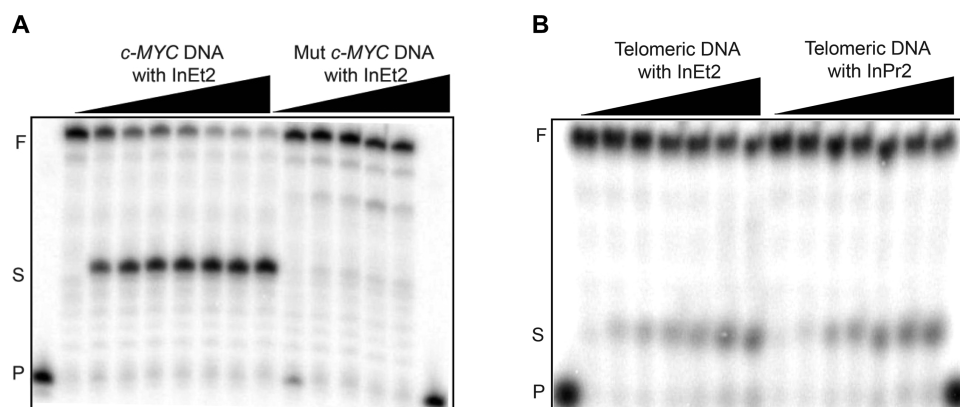 A
c-MYC DNA
with InEt2
Mut c-MYC DNA
with InEt2
F
S
P
B
Telomeric DNA
with InEt2
Telomeric DNA
with InPr2
F
S
P